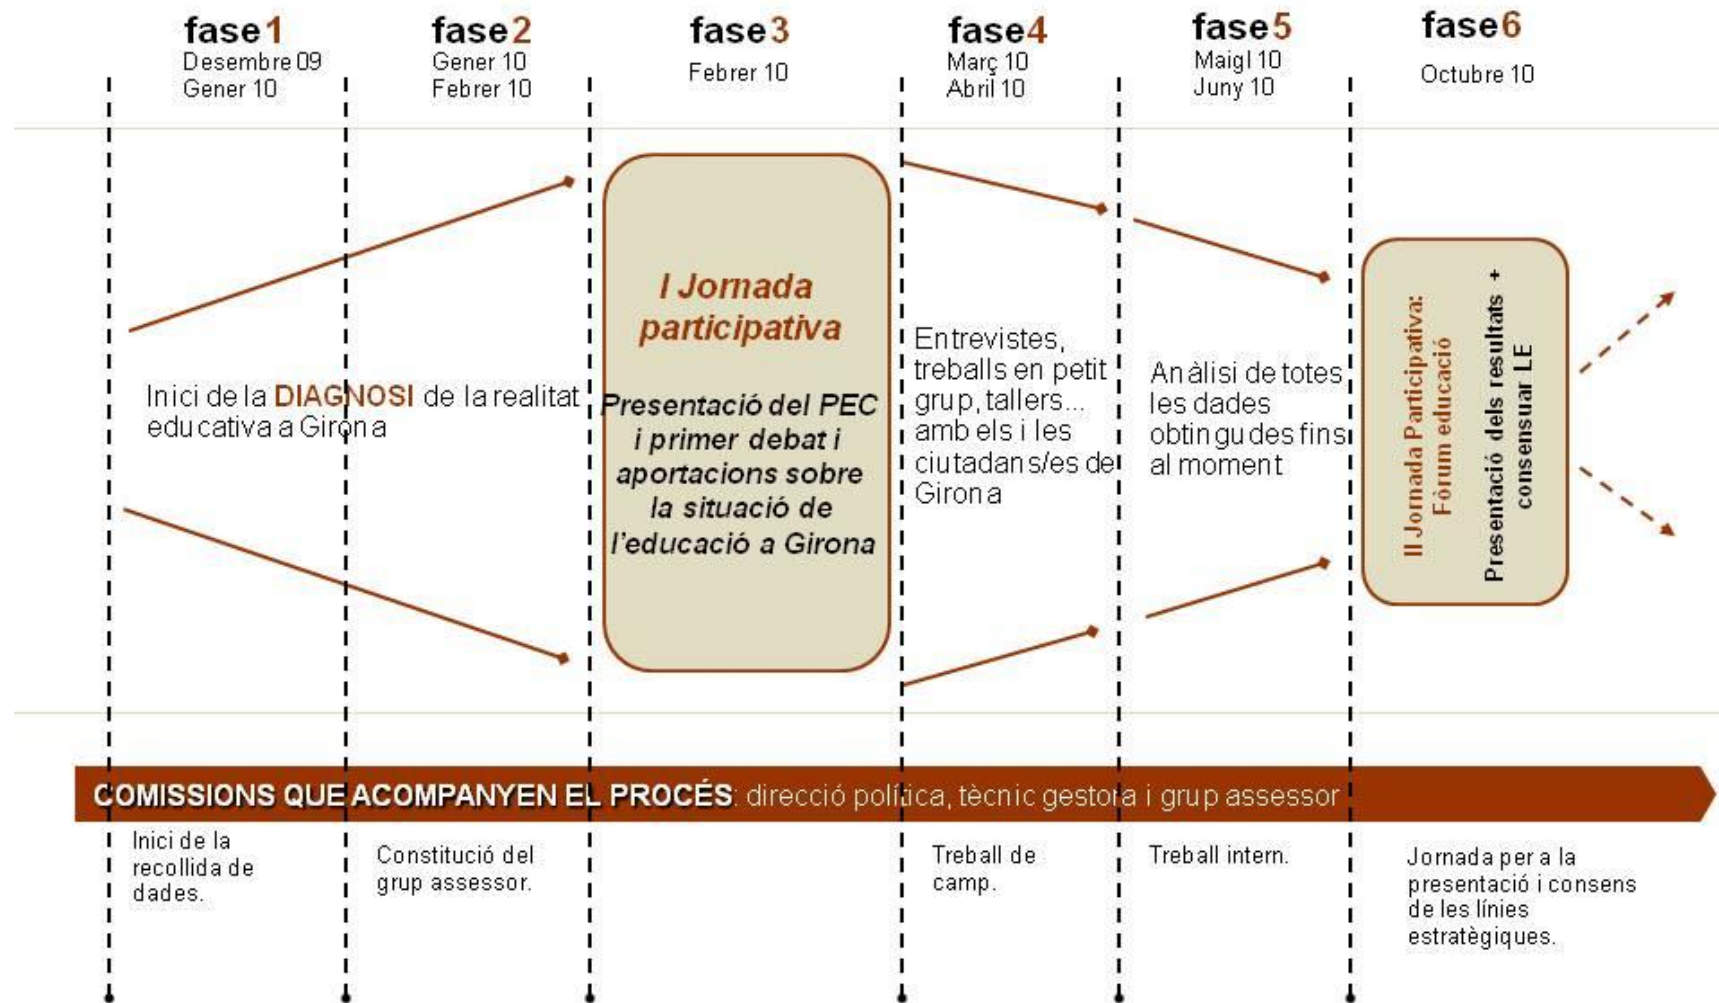 fase1
Desembre 09
Gener 10
fase2
Gener 10
Febrer 10
fase3
Febrer 10
fase4
Març 10
Abril 10
fase5
Maigl 10
Juny 10
fase6
Octubre 10
Inici de la DIAGNOSI de la realitat
educativa a Girona
I Jornada
participativa
Presentació del PEC
i primer debat i
aportacions sobre
la situació de
l'educació a Girona
Entrevistes,
treballs en petit
grup, tallers...
amb els i les
ciutadans/es de
Girona
Anàlisi de totes
les dades
obtingudes fins
al moment
II Jornada Participativa:
Fòrum educació
Presentació dels resultats +
consensuar LE
COMISSIONS QUE ACOMPANYEN EL PROCÉS: direcció política, tècnic gestora i grup assessor
Inici de la
recollida de
dades.
Constitució del
grup assessor.
Treball de
camp.
Treball intern.
Jornada per a la
presentació i consens
de les línies
estratègiques.